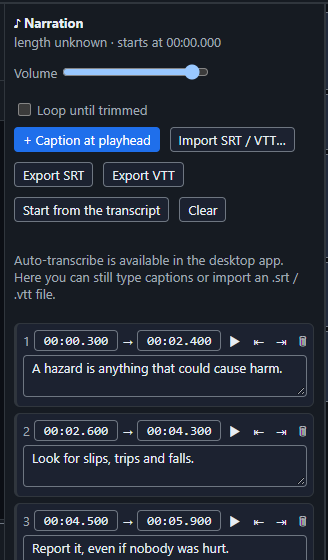 ♪ Narration
length unknown · starts at 00:00.000
Volume
Loop until trimmed
+ Caption at playhead
Import SRT / VTT...
Export SRT
Export VTT
Start from the transcript
Clear
Auto-transcribe is available in the desktop app.
Here you can still type captions or import an .srt /
.vtt file.
1 00:00.300 → 00:02.400 ▶ ⇤ ⇥
A hazard is anything that could cause harm.
2 00:02.600 → 00:04.300 ▶ ⇤ ⇥
Look for slips, trips and falls.
3 00:04.500 → 00:05.900 ▶ ⇤ ⇥
Report it, even if nobody was hurt.